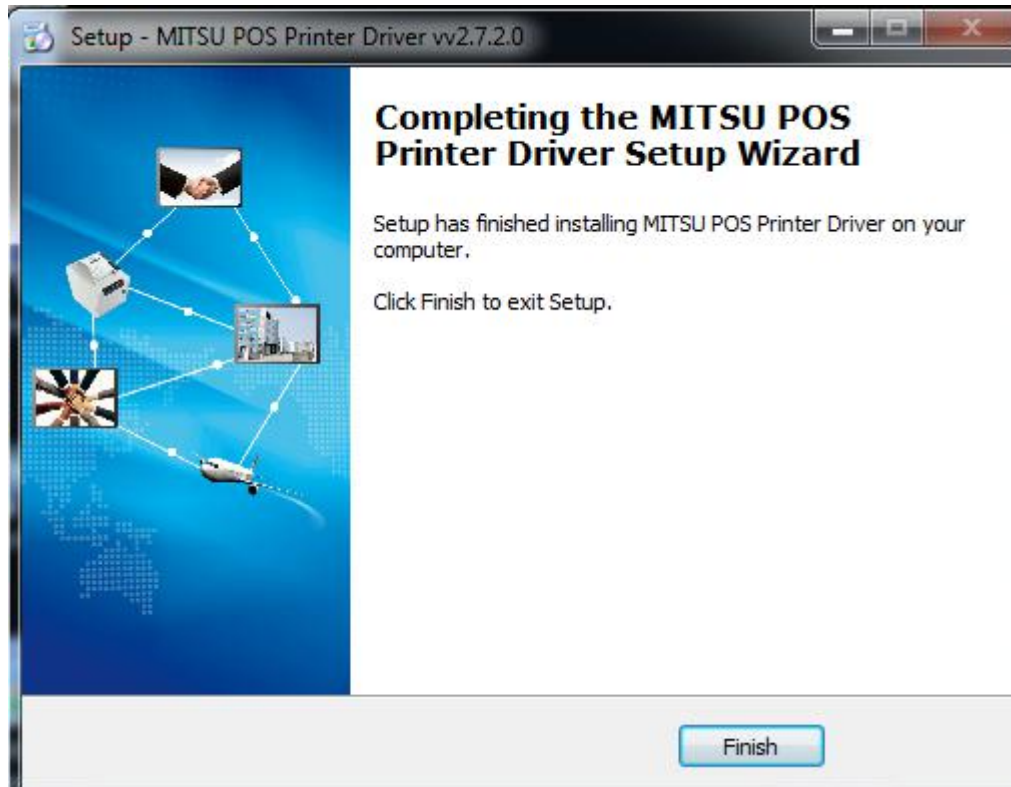 Setup - MITSU POS Printer Driver vv2.7.2.0
Completing the MITSU POS
Printer Driver Setup Wizard
Setup has finished installing MITSU POS Printer Driver on your
computer.
Click Finish to exit Setup.
Finish